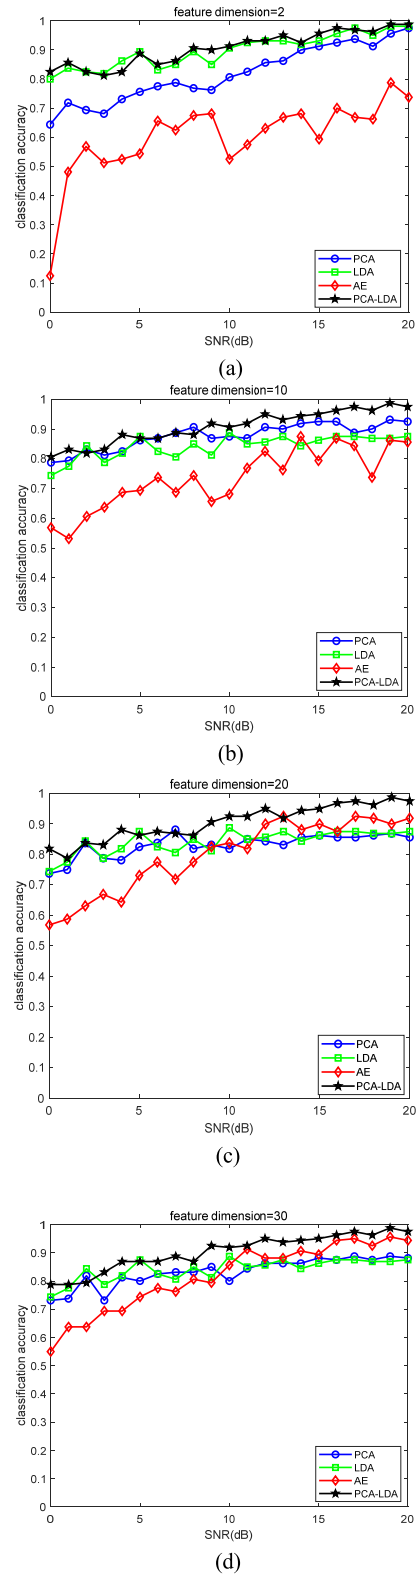 feature dimension=2
1
0.9
0.8
0.7
0.6
0.5
0.4
0.3
0.2
0.1
0
classification accuracy
PCA
LDA
AE
PCA-LDA
0 5 10 15 20
SNR(dB)
(a)
feature dimension=10
1
0.9
0.8
0.7
0.6
0.5
0.4
0.3
0.2
0.1
0
classification accuracy
PCA
LDA
AE
PCA-LDA
0 5 10 15 20
SNR(dB)
(b)
feature dimension=20
1
0.9
0.8
0.7
0.6
0.5
0.4
0.3
0.2
0.1
0
classification accuracy
PCA
LDA
AE
PCA-LDA
0 5 10 15 20
SNR(dB)
(c)
feature dimension=30
1
0.9
0.8
0.7
0.6
0.5
0.4
0.3
0.2
0.1
0
classification accuracy
PCA
LDA
AE
PCA-LDA
0 5 10 15 20
SNR(dB)
(d)